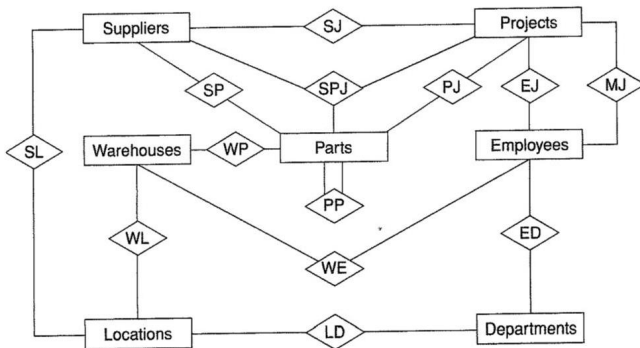 Suppliers
SJ
Projects
SP
SPJ
PJ
EJ
MJ
SL
Warehouses
WP
Parts
Employees
PP
WL
WE
ED
Locations
LD
Departments